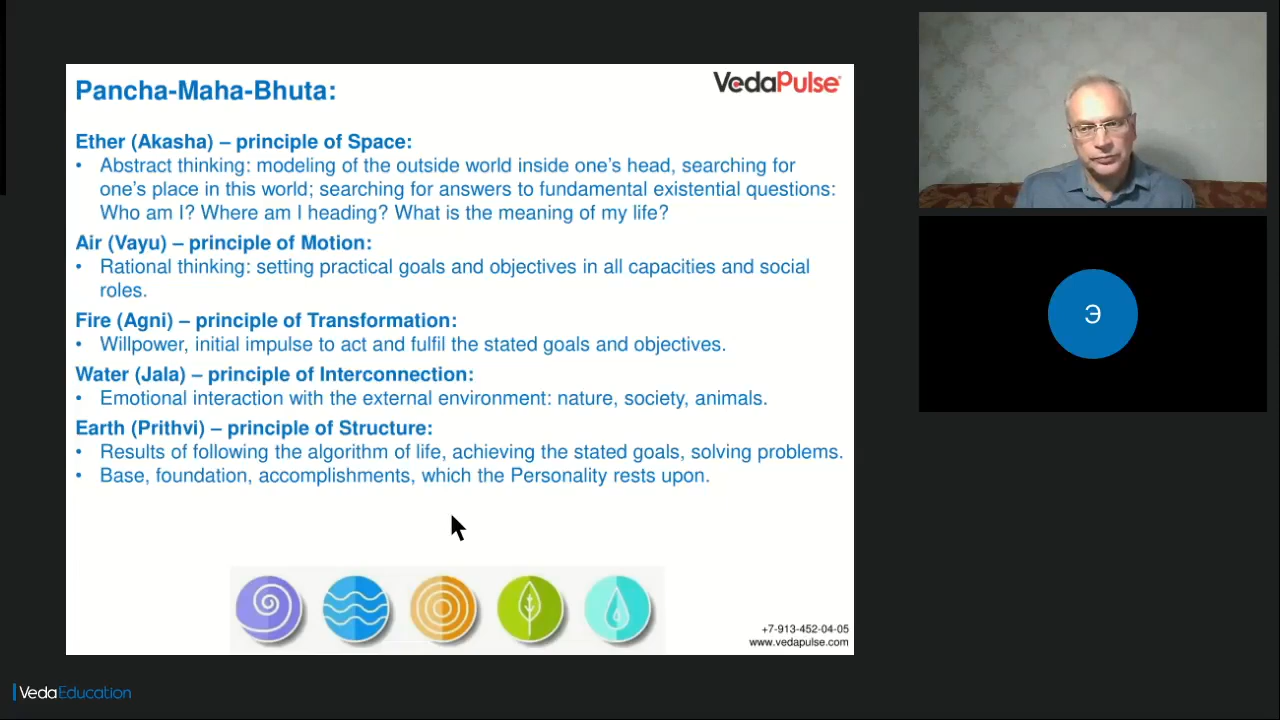 Pancha-Maha-Bhuta:
VedaPulse
Ether (Akasha) – principle of Space:
• Abstract thinking: modeling of the outside world inside one’s head, searching for
one’s place in this world; searching for answers to fundamental existential questions:
Who am I? Where am I heading? What is the meaning of my life?
Air (Vayu) – principle of Motion:
• Rational thinking: setting practical goals and objectives in all capacities and social
roles.
Fire (Agni) – principle of Transformation:
• Willpower, initial impulse to act and fulfil the stated goals and objectives.
Water (Jala) – principle of Interconnection:
• Emotional interaction with the external environment: nature, society, animals.
Earth (Prithvi) – principle of Structure:
• Results of following the algorithm of life, achieving the stated goals, solving problems.
• Base, foundation, accomplishments, which the Personality rests upon.
+7-913-452-04-05
www.vedapulse.com
Э
VedaEducation